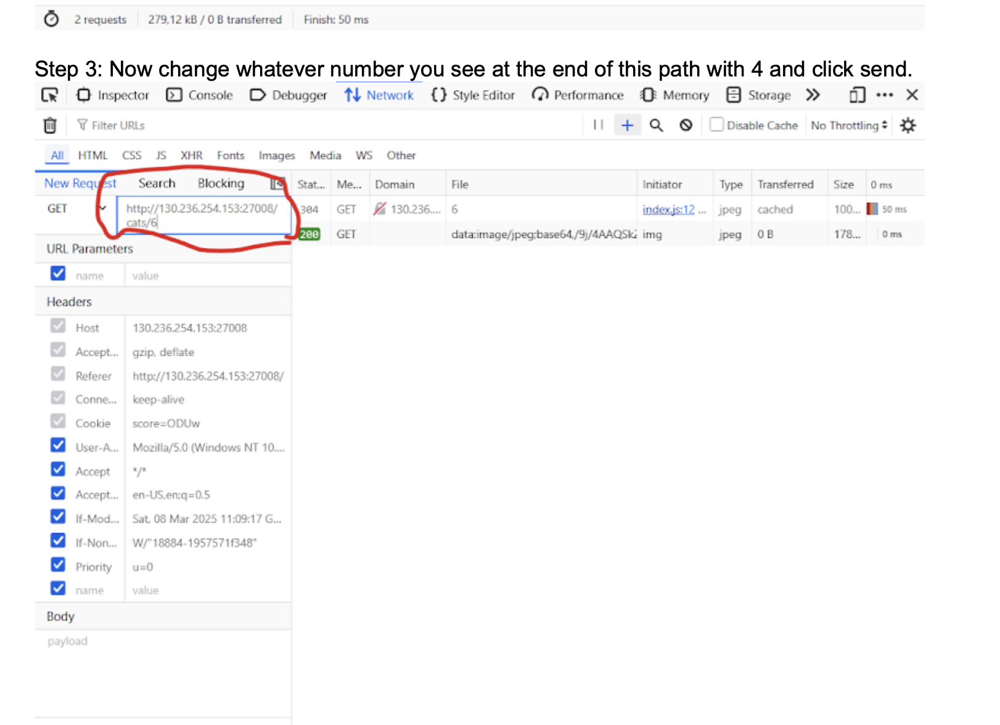 2 requests 279,12 kB / 0 B transferred Finish: 50 ms
Step 3: Now change whatever number you see at the end of this path with 4 and click send.
Inspector Console Debugger Network Style Editor Performance Memory Storage
Filter URLs Disable Cache No Throttling
All HTML CSS JS XHR Fonts Images Media WS Other
New Request Search Blocking Stat... Me... Domain File Initiator Type Transferred Size 0 ms
GET http://130.236.254.153:27008/ 304 GET 130.236.... 6 index.js:12 ... jpeg cached 100... 50 ms
cats/6
200 GET data:image/jpeg;base64,/9j/4AAQSkZ img jpeg 0 B 178... 0 ms
URL Parameters
name value
Headers
Host 130.236.254.153:27008
Accept... gzip, deflate
Referer http://130.236.254.153:27008/
Conne... keep-alive
Cookie score=ODUw
User-A... Mozilla/5.0 (Windows NT 10....
Accept */*
Accept... en-US,en;q=0.5
If-Mod... Sat, 08 Mar 2025 11:09:17 G...
If-Non... W/"18884-1957571f348"
Priority u=0
name value
Body
payload